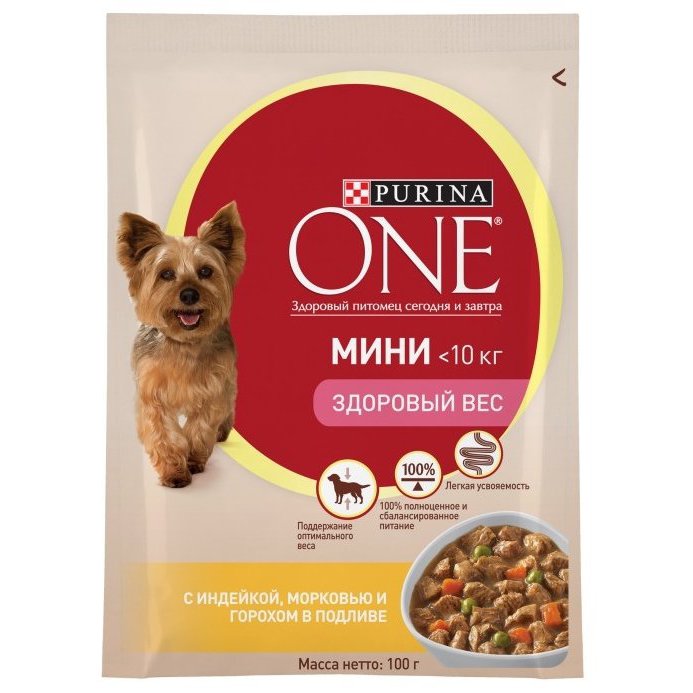 PURINA
ONE®
Здоровый питомец сегодня и завтра
МИНИ <10 кг
ЗДОРОВЫЙ ВЕС
Легкая усвояемость
100%
100% полноценное и
сбалансированное
питание
Поддержание
оптимального
веса
С ИНДЕЙКОЙ, МОРКОВЬЮ И
ГОРОХОМ В ПОДЛИВЕ
Масса нетто: 100 г